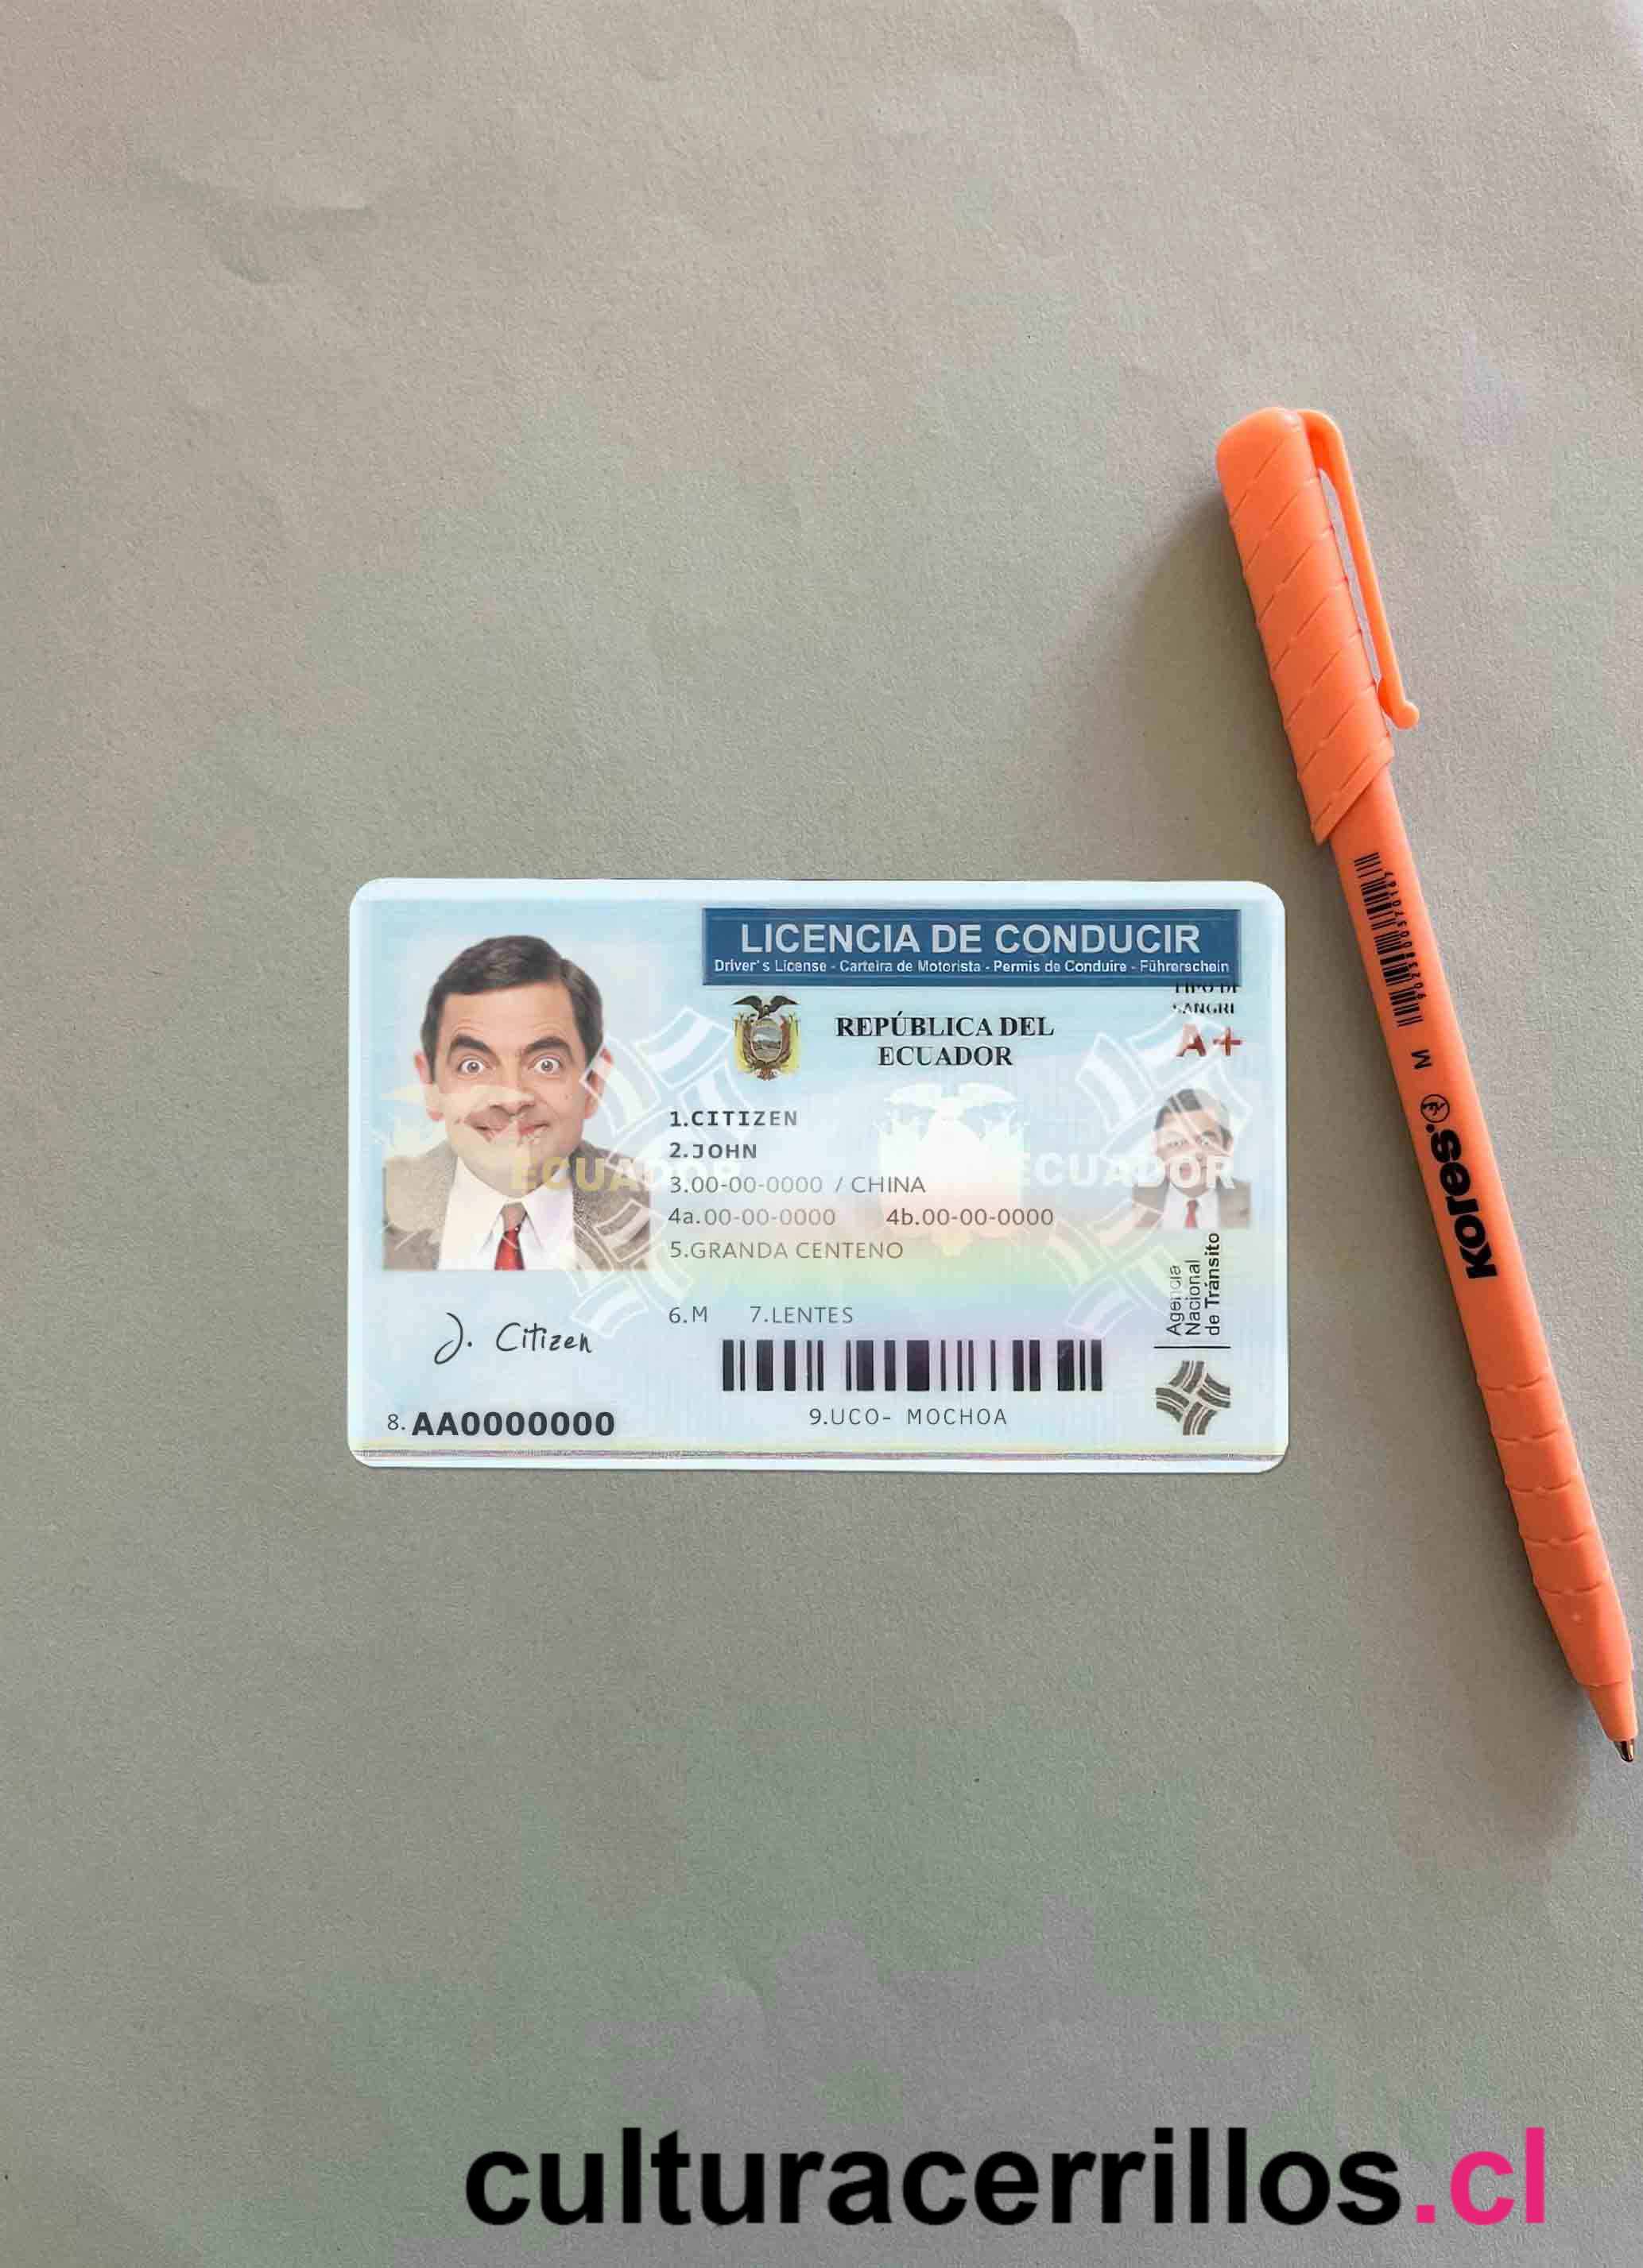 LICENCIA DE CONDUCIR
Driver's License - Carteira de Motorista - Permis de Conduire - Führerschein
TIPO DE
SANGRE
A+
REPÚBLICA DEL
ECUADOR
1.CITIZEN
2.JOHN
ECUADOR
ECUADOR
3.00-00-0000 / CHINA
4a.00-00-0000 4b.00-00-0000
5.GRANDA CENTENO
6.M 7.LENTES
Agencia
Nacional
de Tránsito
J. Citizen
8. AA0000000
9.UCO- MOCHOA
M
Kores
culturacerrillos.cl